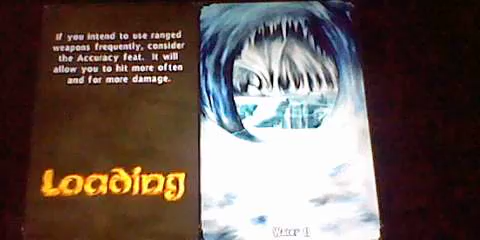 If you intend to use ranged
weapons frequently, consider
the Accuracy feat. It will
allow you to hit more often
and for more damage.
Loading